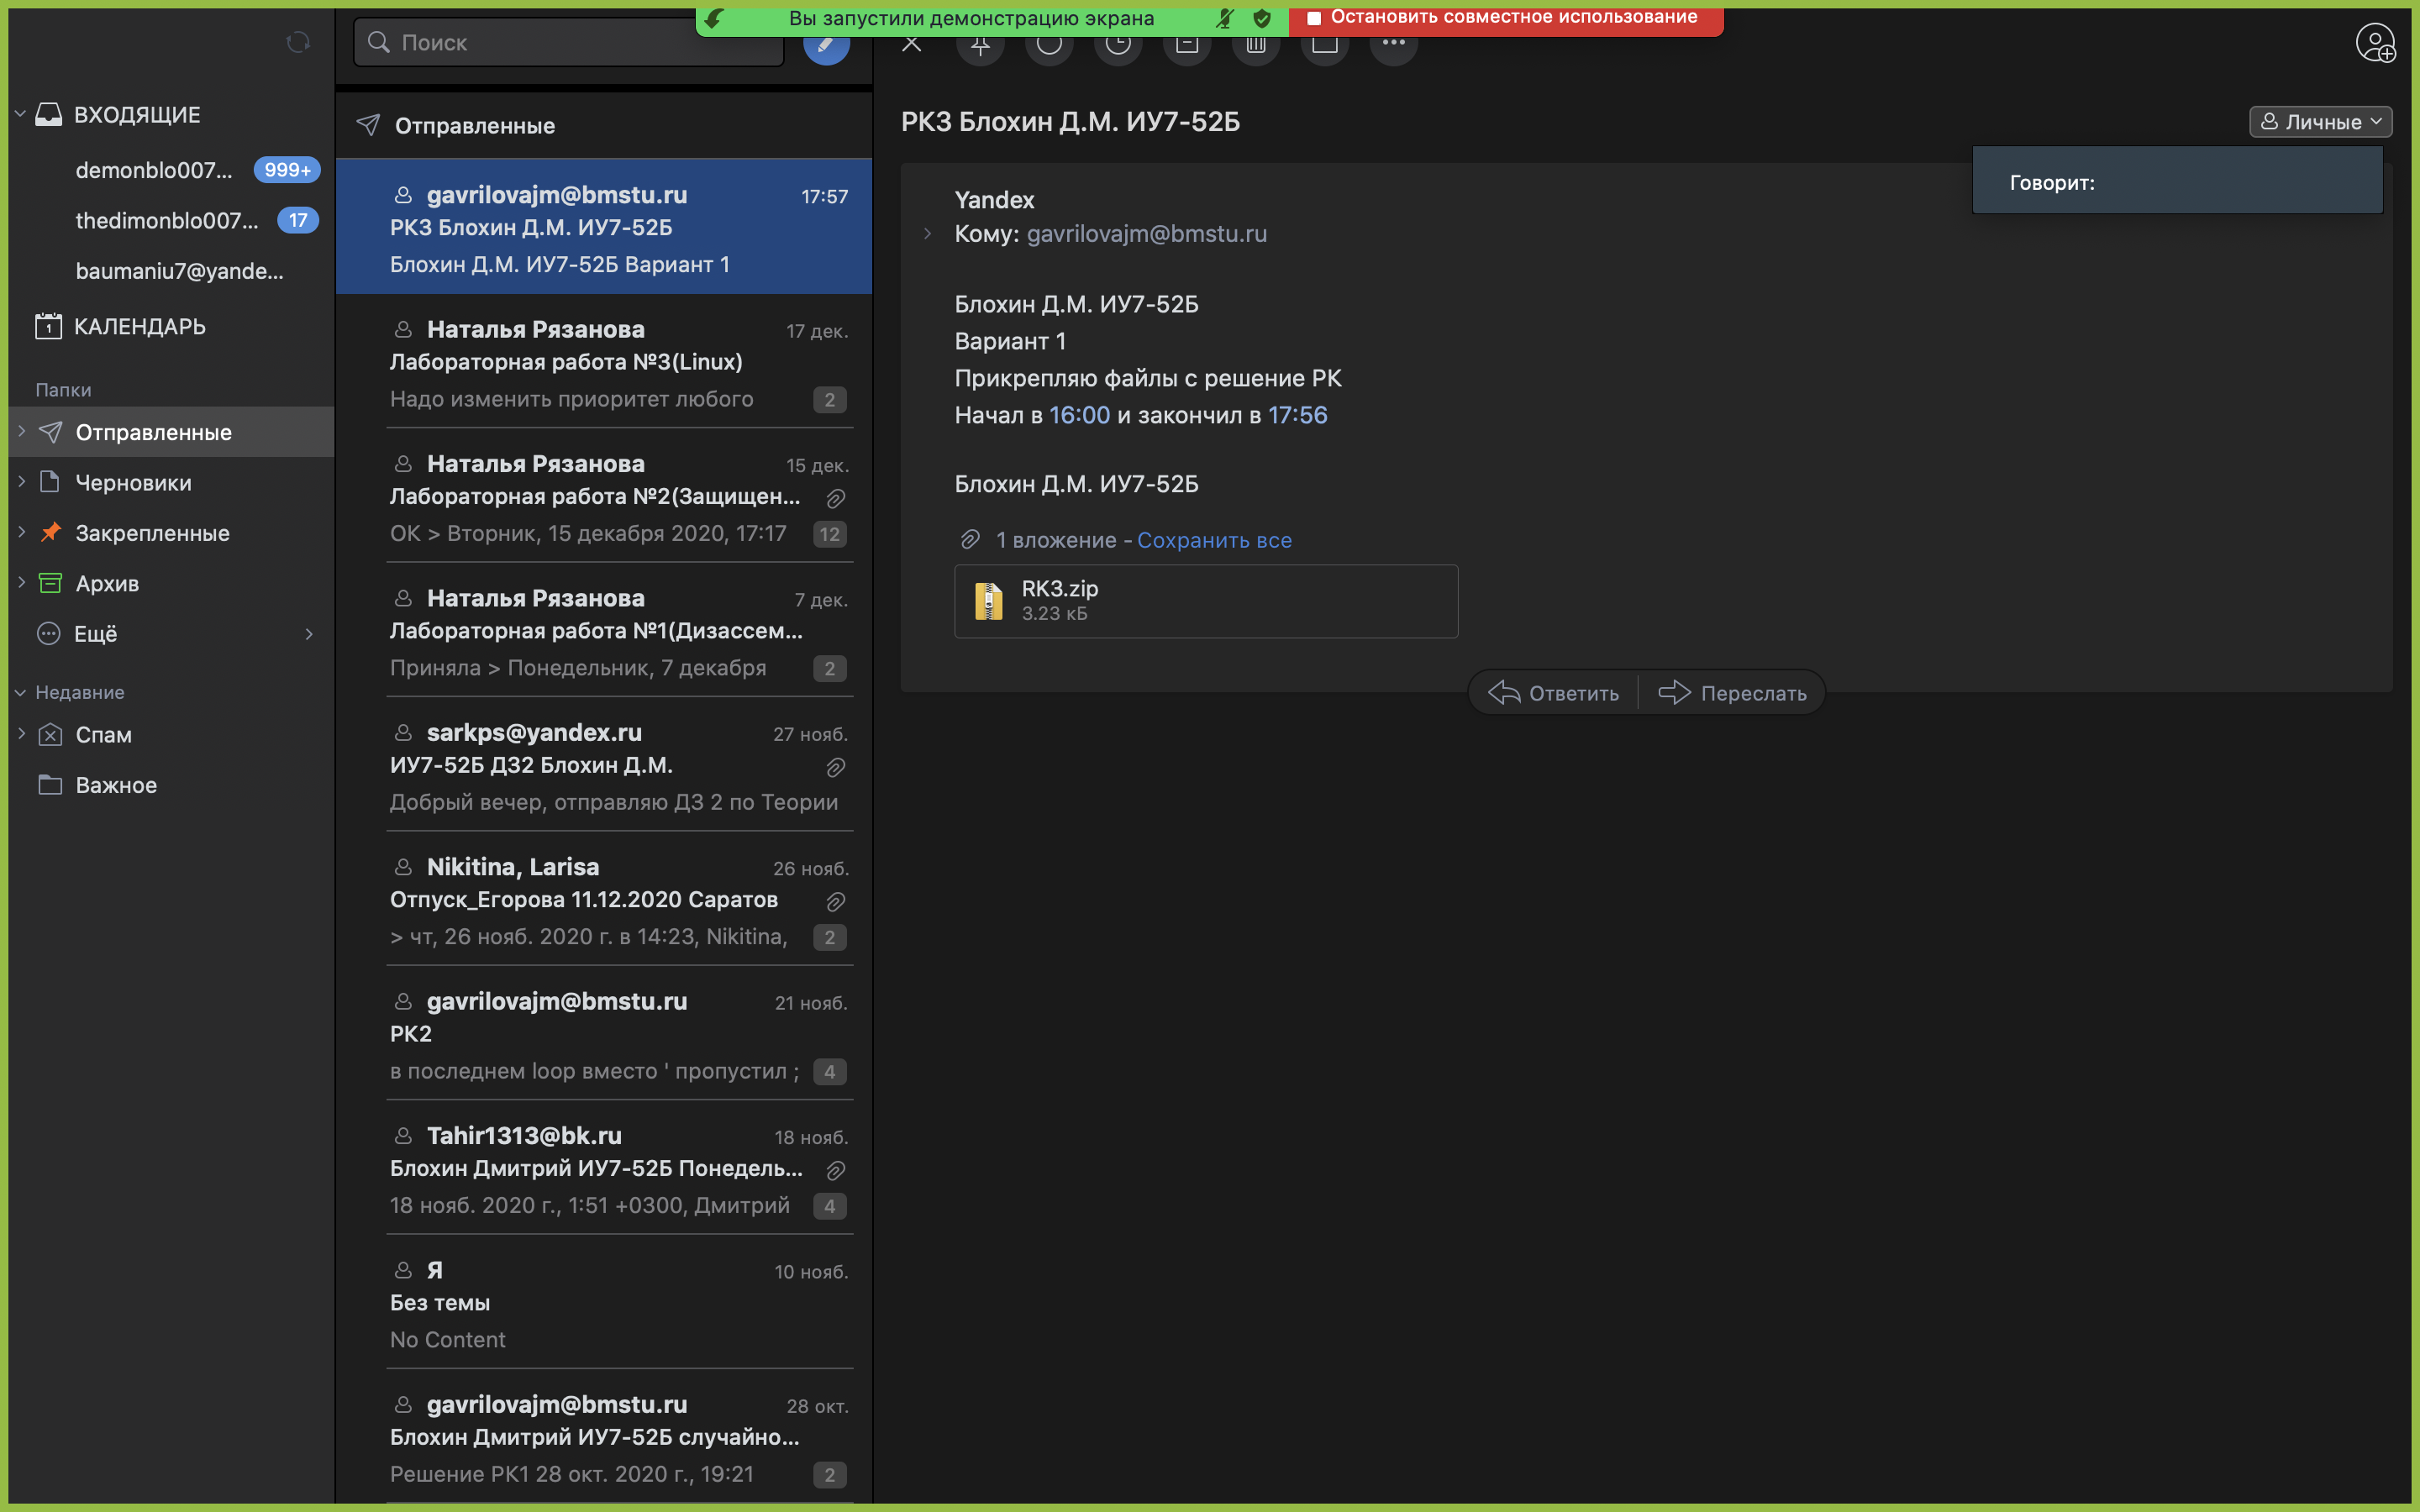 Вы запустили демонстрацию экрана
Остановить совместное использование
Поиск
ВХОДЯЩИЕ
demonblo007... 999+
thedimonblo007... 17
baumaniu7@yande...
1 КАЛЕНДАРЬ
Папки
Отправленные
Черновики
Закрепленные
Архив
Ещё
Недавние
Спам
Важное
Отправленные
gavrilovajm@bmstu.ru 17:57
РК3 Блохин Д.М. ИУ7-52Б
Блохин Д.М. ИУ7-52Б Вариант 1
Наталья Рязанова 17 дек.
Лабораторная работа №3(Linux)
Надо изменить приоритет любого 2
Наталья Рязанова 15 дек.
Лабораторная работа №2(Защищен...
ОК > Вторник, 15 декабря 2020, 17:17 12
Наталья Рязанова 7 дек.
Лабораторная работа №1(Дизассем...
Приняла > Понедельник, 7 декабря 2
sarkps@yandex.ru 27 нояб.
ИУ7-52Б ДЗ2 Блохин Д.М.
Добрый вечер, отправляю ДЗ 2 по Теории
Nikitina, Larisa 26 нояб.
Отпуск_Егорова 11.12.2020 Саратов
> чт, 26 нояб. 2020 г. в 14:23, Nikitina, 2
gavrilovajm@bmstu.ru 21 нояб.
РК2
в последнем loop вместо ' пропустил ; 4
Tahir1313@bk.ru 18 нояб.
Блохин Дмитрий ИУ7-52Б Понедель...
18 нояб. 2020 г., 1:51 +0300, Дмитрий 4
Я 10 нояб.
Без темы
No Content
gavrilovajm@bmstu.ru 28 окт.
Блохин Дмитрий ИУ7-52Б случайно...
Решение РК1 28 окт. 2020 г., 19:21 2
РК3 Блохин Д.М. ИУ7-52Б
Личные
Говорит:
Yandex
Кому: gavrilovajm@bmstu.ru
Блохин Д.М. ИУ7-52Б
Вариант 1
Прикрепляю файлы с решение РК
Начал в 16:00 и закончил в 17:56
Блохин Д.М. ИУ7-52Б
1 вложение - Сохранить все
RK3.zip
3.23 кБ
Ответить
Переслать